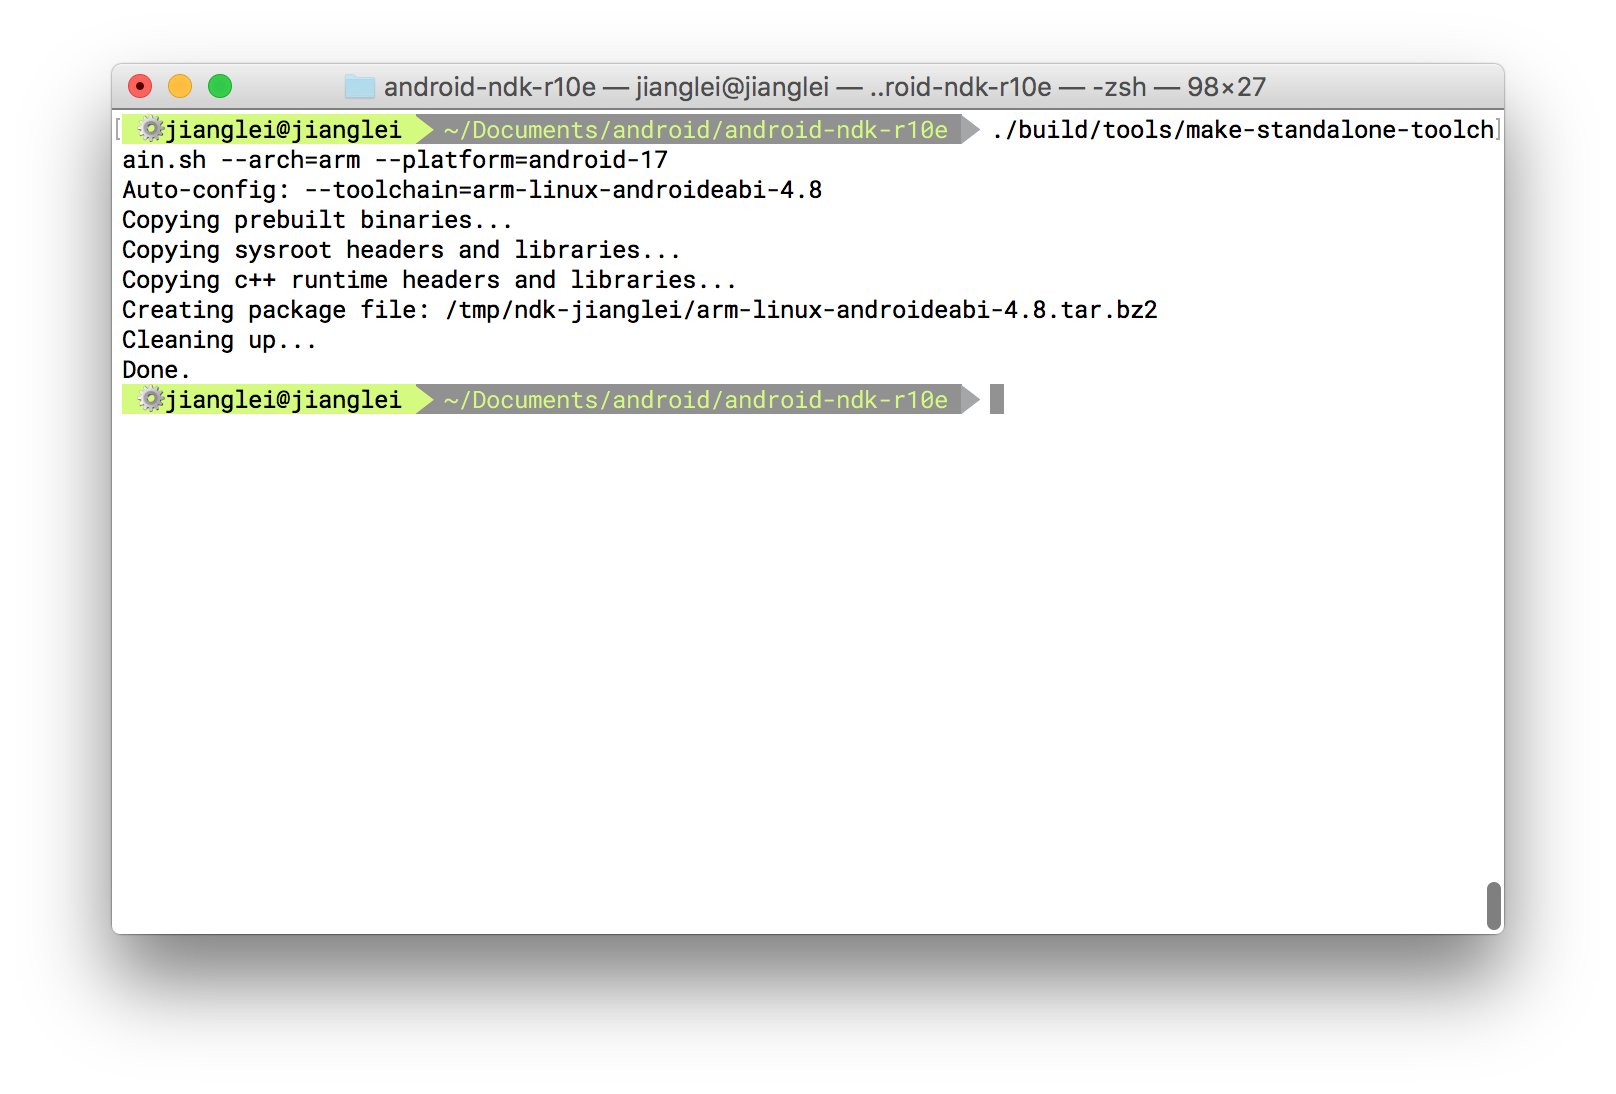 android-ndk-r10e — jianglei@jianglei — ..roid-ndk-r10e — -zsh — 98×27
jianglei@jianglei ~/Documents/android/android-ndk-r10e ./build/tools/make-standalone-toolch
ain.sh --arch=arm --platform=android-17
Auto-config: --toolchain=arm-linux-androideabi-4.8
Copying prebuilt binaries...
Copying sysroot headers and libraries...
Copying c++ runtime headers and libraries...
Creating package file: /tmp/ndk-jianglei/arm-linux-androideabi-4.8.tar.bz2
Cleaning up...
Done.
jianglei@jianglei ~/Documents/android/android-ndk-r10e